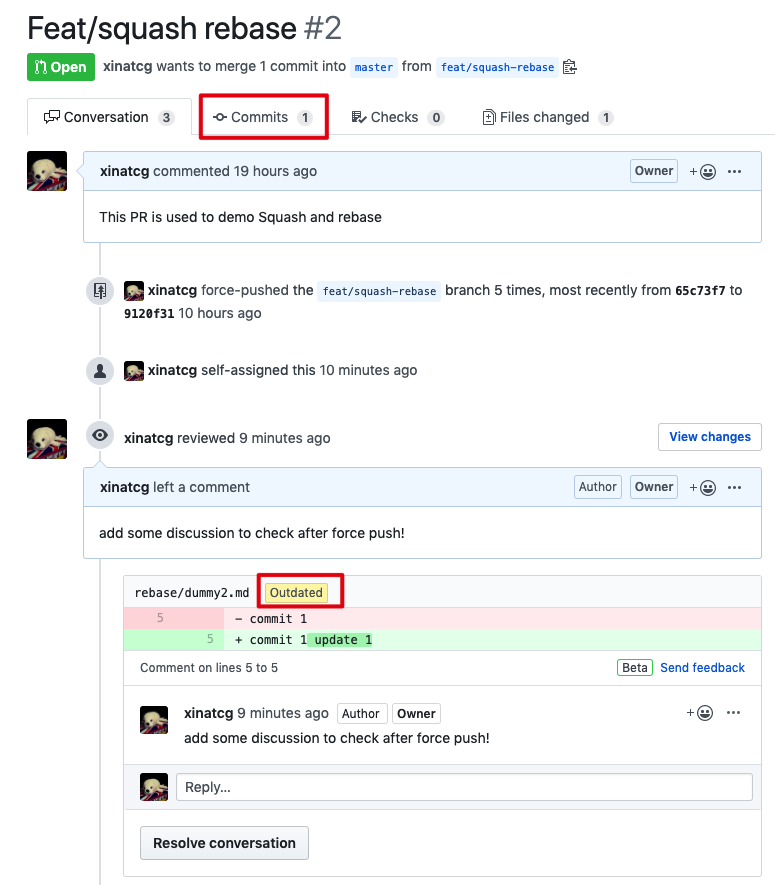 Feat/squash rebase #2
Open xinatcg wants to merge 1 commit into master from feat/squash-rebase
Conversation 3 Commits 1 Checks 0 Files changed 1
xinatcg commented 19 hours ago Owner
This PR is used to demo Squash and rebase
xinatcg force-pushed the feat/squash-rebase branch 5 times, most recently from 65c73f7 to
9120f31 10 hours ago
xinatcg self-assigned this 10 minutes ago
xinatcg reviewed 9 minutes ago View changes
xinatcg left a comment Author Owner
add some discussion to check after force push!
rebase/dummy2.md Outdated
5 - commit 1
5 + commit 1 update 1
Comment on lines 5 to 5 Beta Send feedback
xinatcg 9 minutes ago Author Owner
add some discussion to check after force push!
Reply...
Resolve conversation